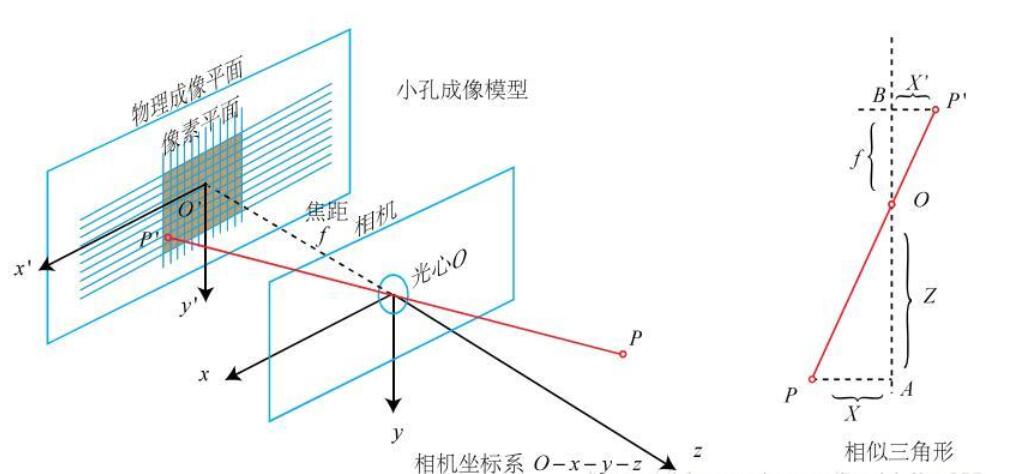 物理成像平面
像素平面
小孔成像模型
O'
P'
x'
y'
焦距
f
相机
光心O
P
x
y
z
相机坐标系 O-x-y-z
B
X'
P'
f
O
Z
P
A
X
相似三角形